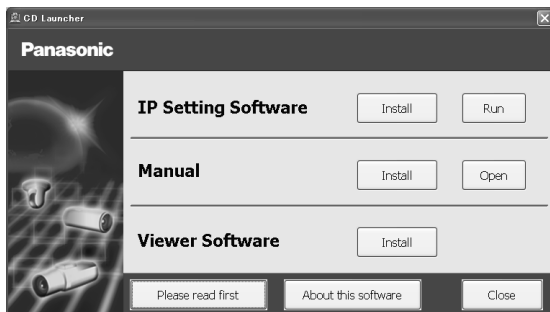 CD Launcher
Panasonic
IP Setting Software Install Run
Manual Install Open
Viewer Software Install
Please read first About this software Close